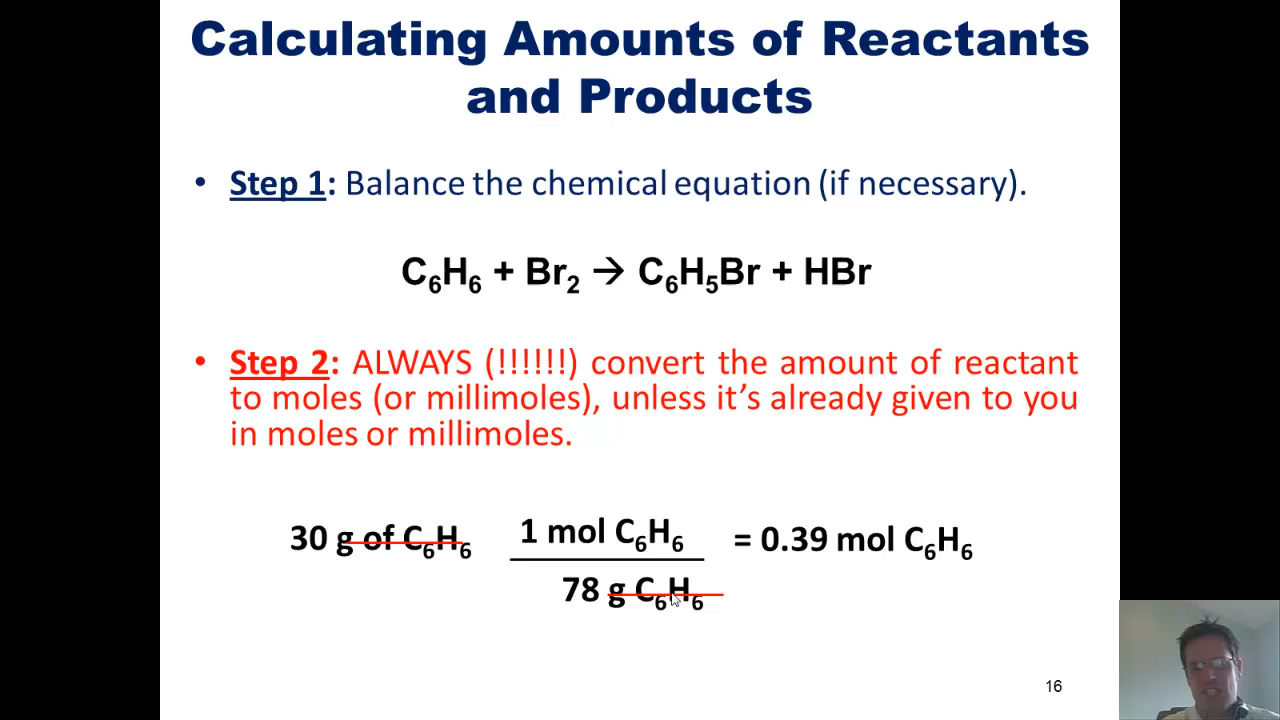 Calculating Amounts of Reactants
and Products
• Step 1: Balance the chemical equation (if necessary).
C₆H₆ + Br₂ → C₆H₅Br + HBr
• Step 2: ALWAYS (!!!!!!) convert the amount of reactant
to moles (or millimoles), unless it’s already given to you
in moles or millimoles.
1 mol C₆H₆
30 g of C₆H₆ = 0.39 mol C₆H₆
78 g C₆H₆
16